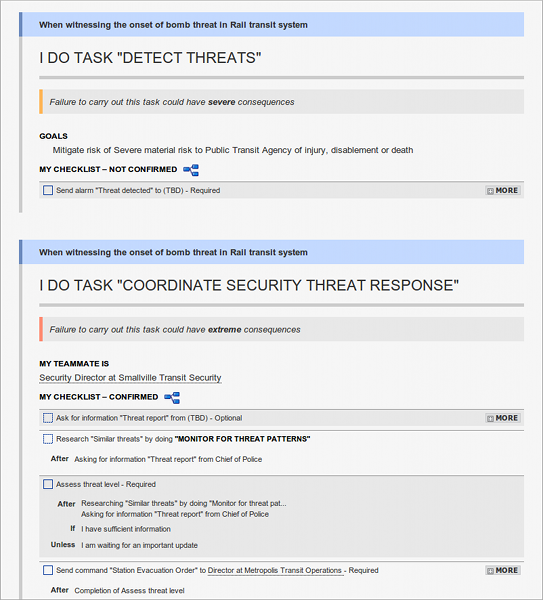 When witnessing the onset of bomb threat in Rail transit system
I DO TASK "DETECT THREATS"
Failure to carry out this task could have severe consequences
GOALS
Mitigate risk of Severe material risk to Public Transit Agency of injury, disablement or death
MY CHECKLIST – NOT CONFIRMED
Send alarm "Threat detected" to (TBD) - Required
MORE
When witnessing the onset of bomb threat in Rail transit system
I DO TASK "COORDINATE SECURITY THREAT RESPONSE"
Failure to carry out this task could have extreme consequences
MY TEAMMATE IS
Security Director at Smallville Transit Security
MY CHECKLIST – CONFIRMED
Ask for information "Threat report" from (TBD) - Optional
MORE
Research "Similar threats" by doing "MONITOR FOR THREAT PATTERNS"
After Asking for information "Threat report" from Chief of Police
Assess threat level - Required
After Researching "Similar threats" by doing "Monitor for threat pat...
Asking for information "Threat report" from Chief of Police
If I have sufficient information
Unless I am waiting for an important update
Send command "Station Evacuation Order" to Director at Metropolis Transit Operations - Required
MORE
After Completion of Assess threat level